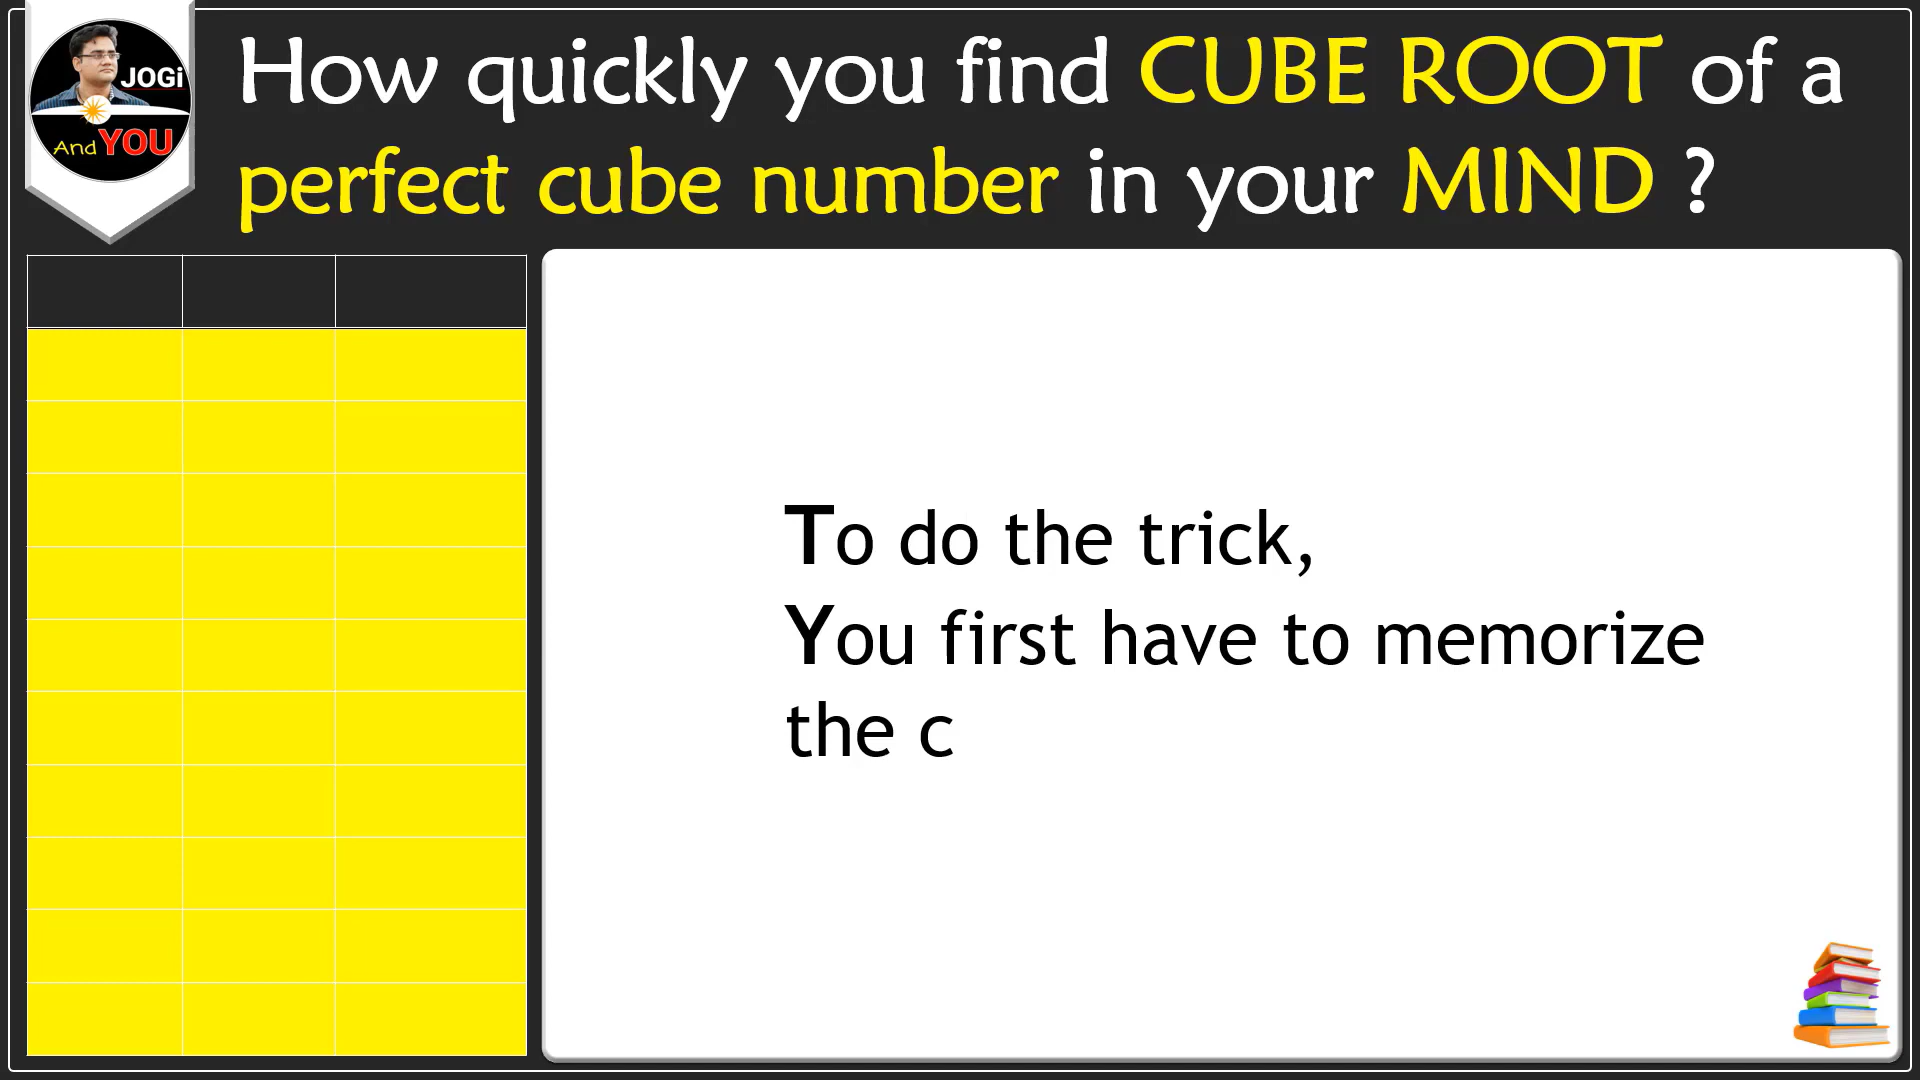 JOGi
And YOU
How quickly you find CUBE ROOT of a
perfect cube number in your MIND ?
To do the trick,
You first have to memorize
the c